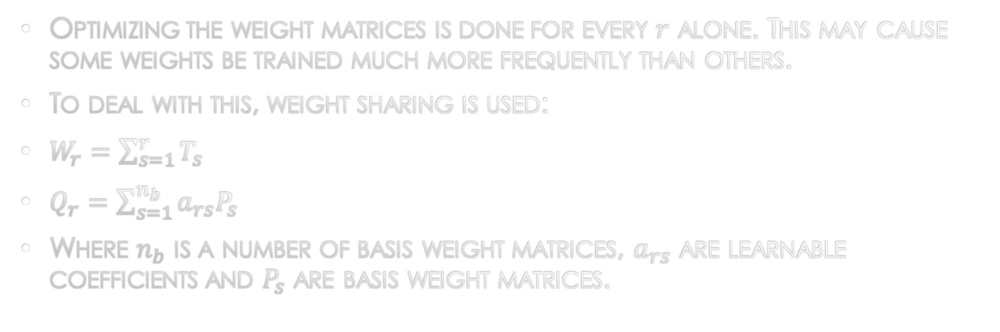 • Optimizing the weight matrices is done for every r alone. This may cause
some weights be trained much more frequently than others.
• To deal with this, weight sharing is used:
• W_r = ∑_{s=1}^{r} T_s
• Q_r = ∑_{s=1}^{n_b} a_{rs} P_s
• Where n_b is a number of basis weight matrices, a_{rs} are learnable
coefficients and P_s are basis weight matrices.